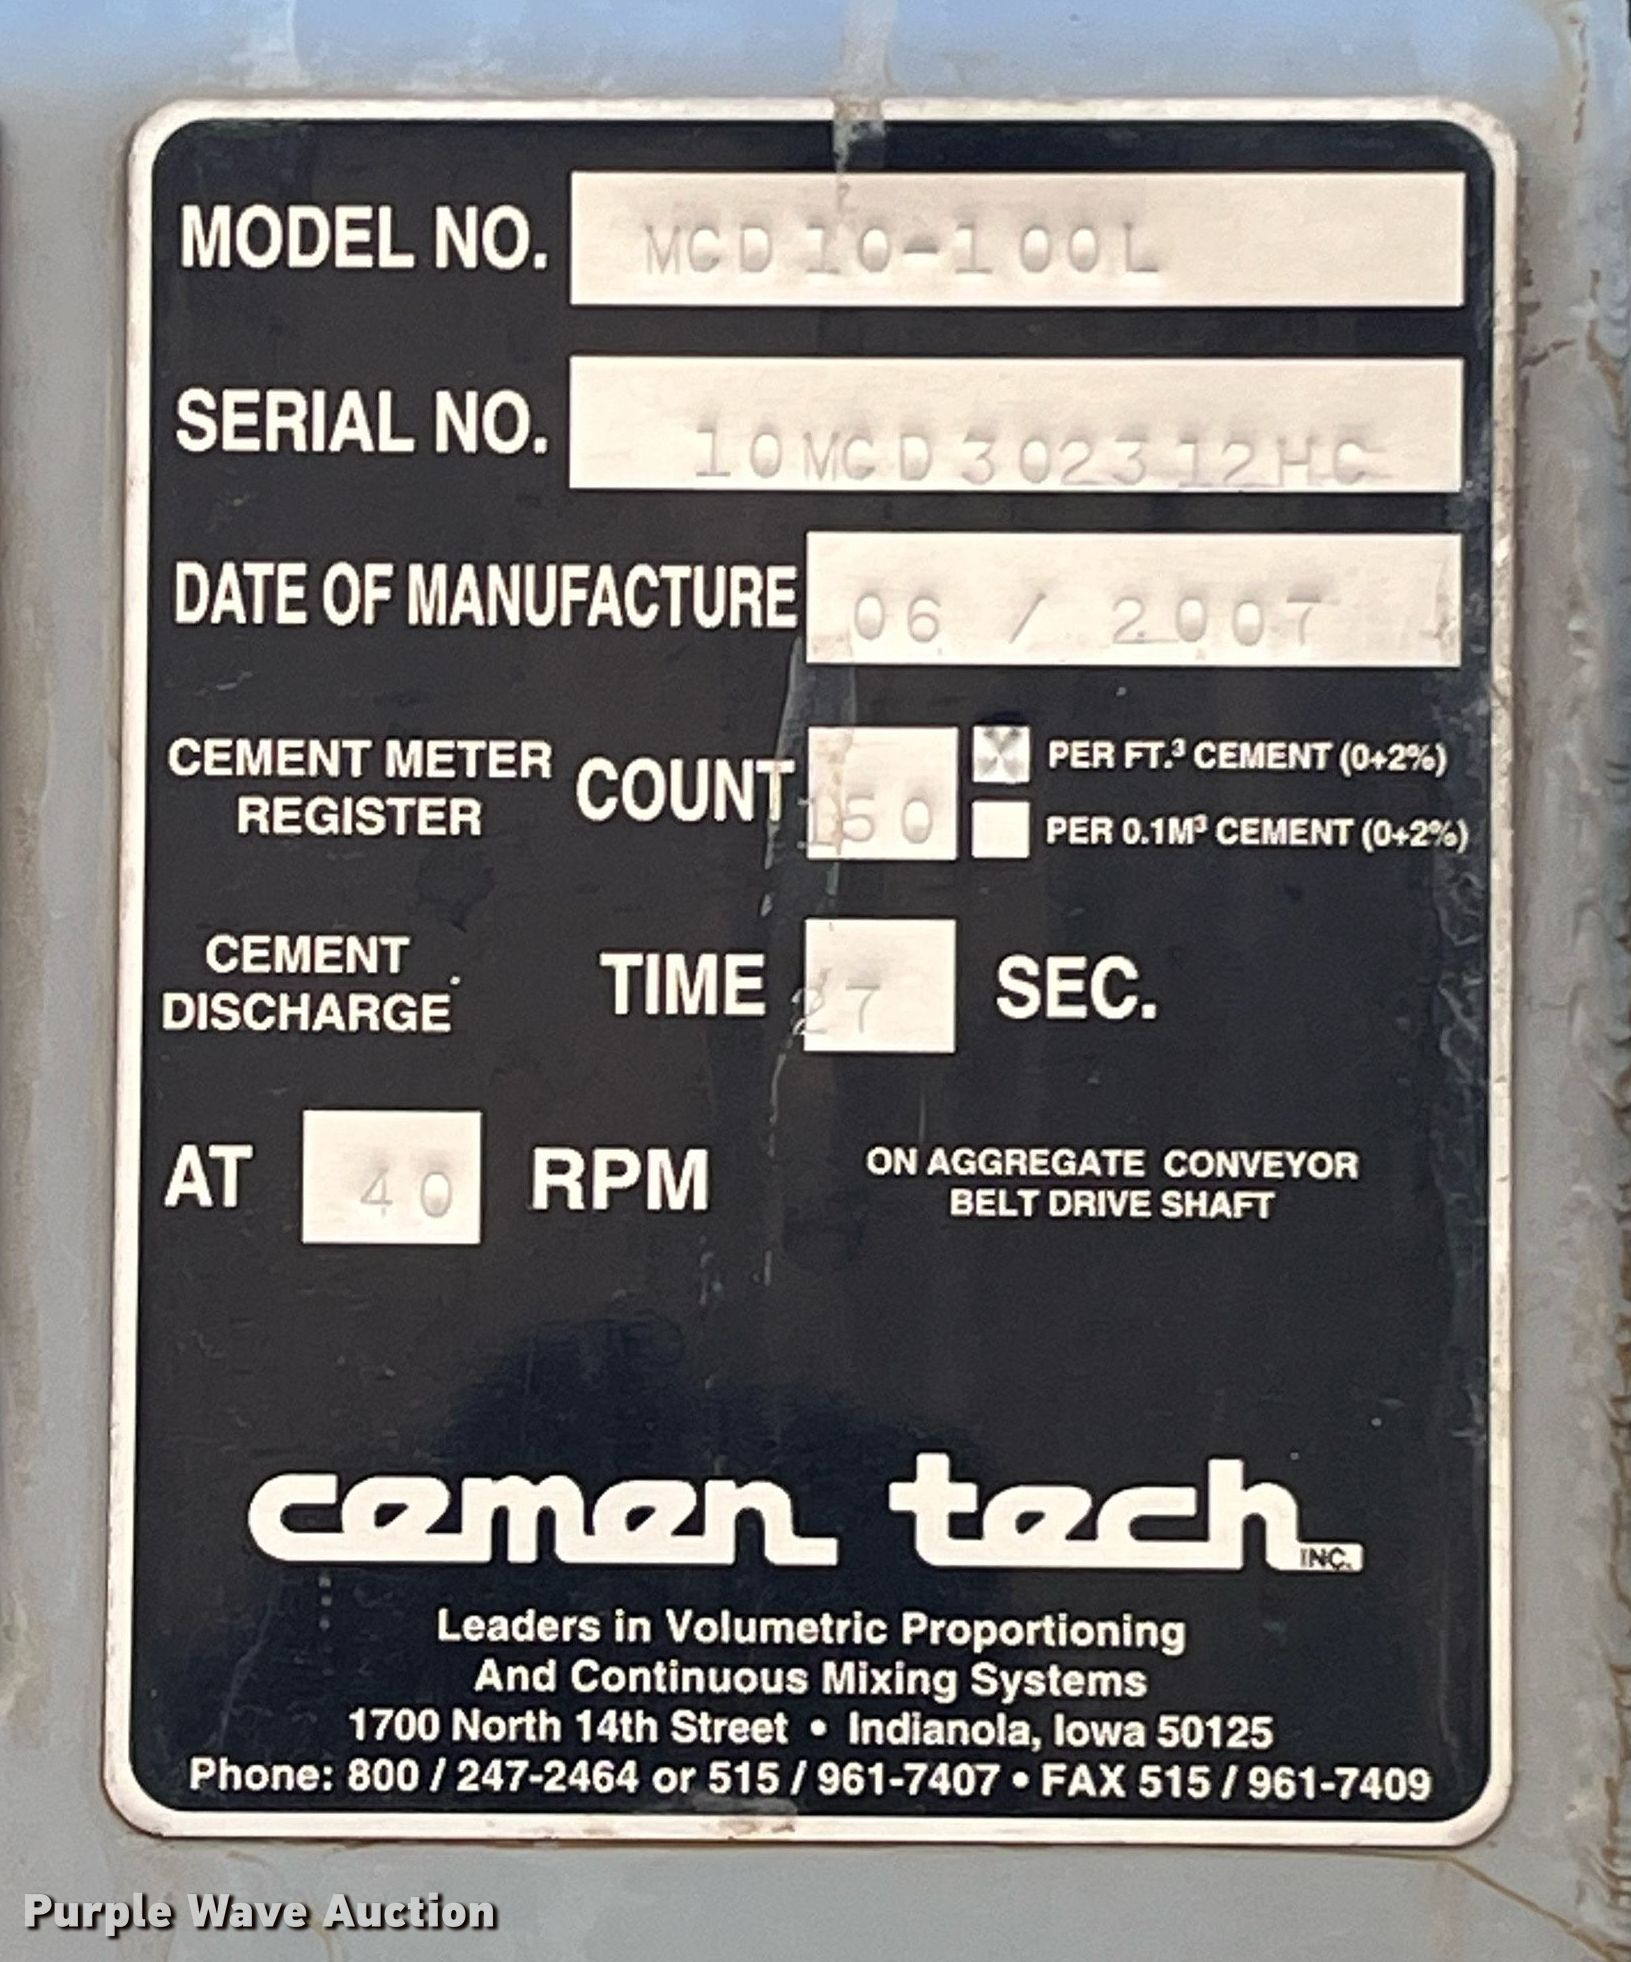 MODEL NO. MCD10-100L
SERIAL NO. 10MCD302312HC
DATE OF MANUFACTURE 06 / 2007
CEMENT METER REGISTER COUNT 150 X PER FT.³ CEMENT (0+2%)
PER 0.1M³ CEMENT (0+2%)
CEMENT DISCHARGE TIME 27 SEC.
AT 40 RPM ON AGGREGATE CONVEYOR
BELT DRIVE SHAFT
cemen tech INC.
Leaders in Volumetric Proportioning
And Continuous Mixing Systems
1700 North 14th Street • Indianola, Iowa 50125
Phone: 800 / 247-2464 or 515 / 961-7407 • FAX 515 / 961-7409
Purple Wave Auction